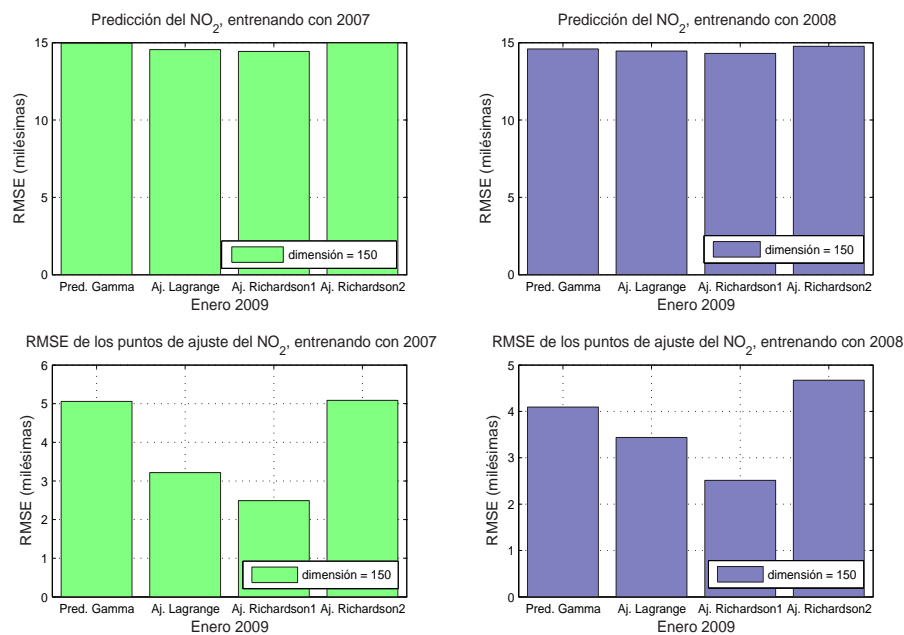 Predicción del NO2, entrenando con 2007
15
10
5
0
RMSE (milésimas)
dimensión = 150
Pred. Gamma Aj. Lagrange Aj. Richardson1 Aj. Richardson2
Enero 2009
Predicción del NO2, entrenando con 2008
15
10
5
0
RMSE (milésimas)
dimensión = 150
Pred. Gamma Aj. Lagrange Aj. Richardson1 Aj. Richardson2
Enero 2009
RMSE de los puntos de ajuste del NO2, entrenando con 2007
6
5
4
3
2
1
0
RMSE (milésimas)
dimensión = 150
Pred. Gamma Aj. Lagrange Aj. Richardson1 Aj. Richardson2
Enero 2009
RMSE de los puntos de ajuste del NO2, entrenando con 2008
5
4
3
2
1
0
RMSE (milésimas)
dimensión = 150
Pred. Gamma Aj. Lagrange Aj. Richardson1 Aj. Richardson2
Enero 2009